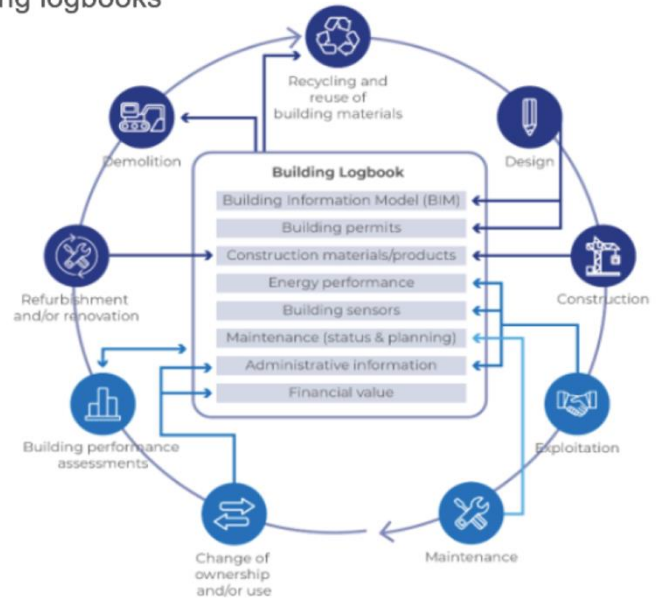 logbooks
Recycling and
reuse of
building materials
Demolition
Design
Building Logbook
Building Information Model (BIM)
Building permits
Construction materials/products
Energy performance
Building sensors
Maintenance (status & planning)
Administrative information
Financial value
Refurbishment
and/or renovation
Construction
Building performance
assessments
Exploitation
Change of
ownership
and/or use
Maintenance